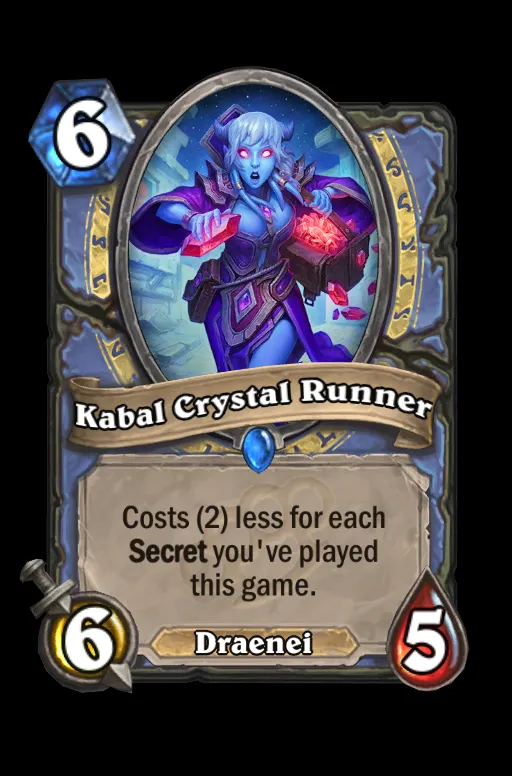 6
Kabal Crystal Runner
Costs (2) less for each
Secret you've played
this game.
6
Draenei
5